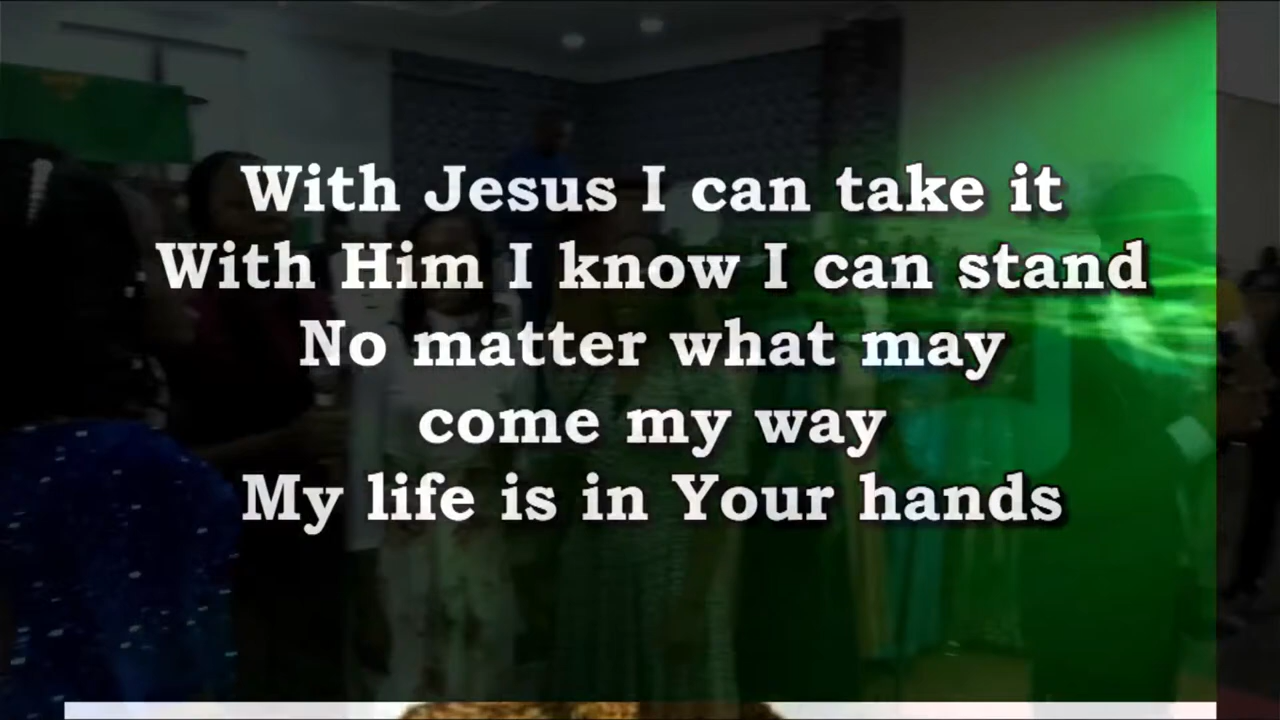 With Jesus I can take it
With Him I know I can stand
No matter what may
come my way
My life is in Your hands